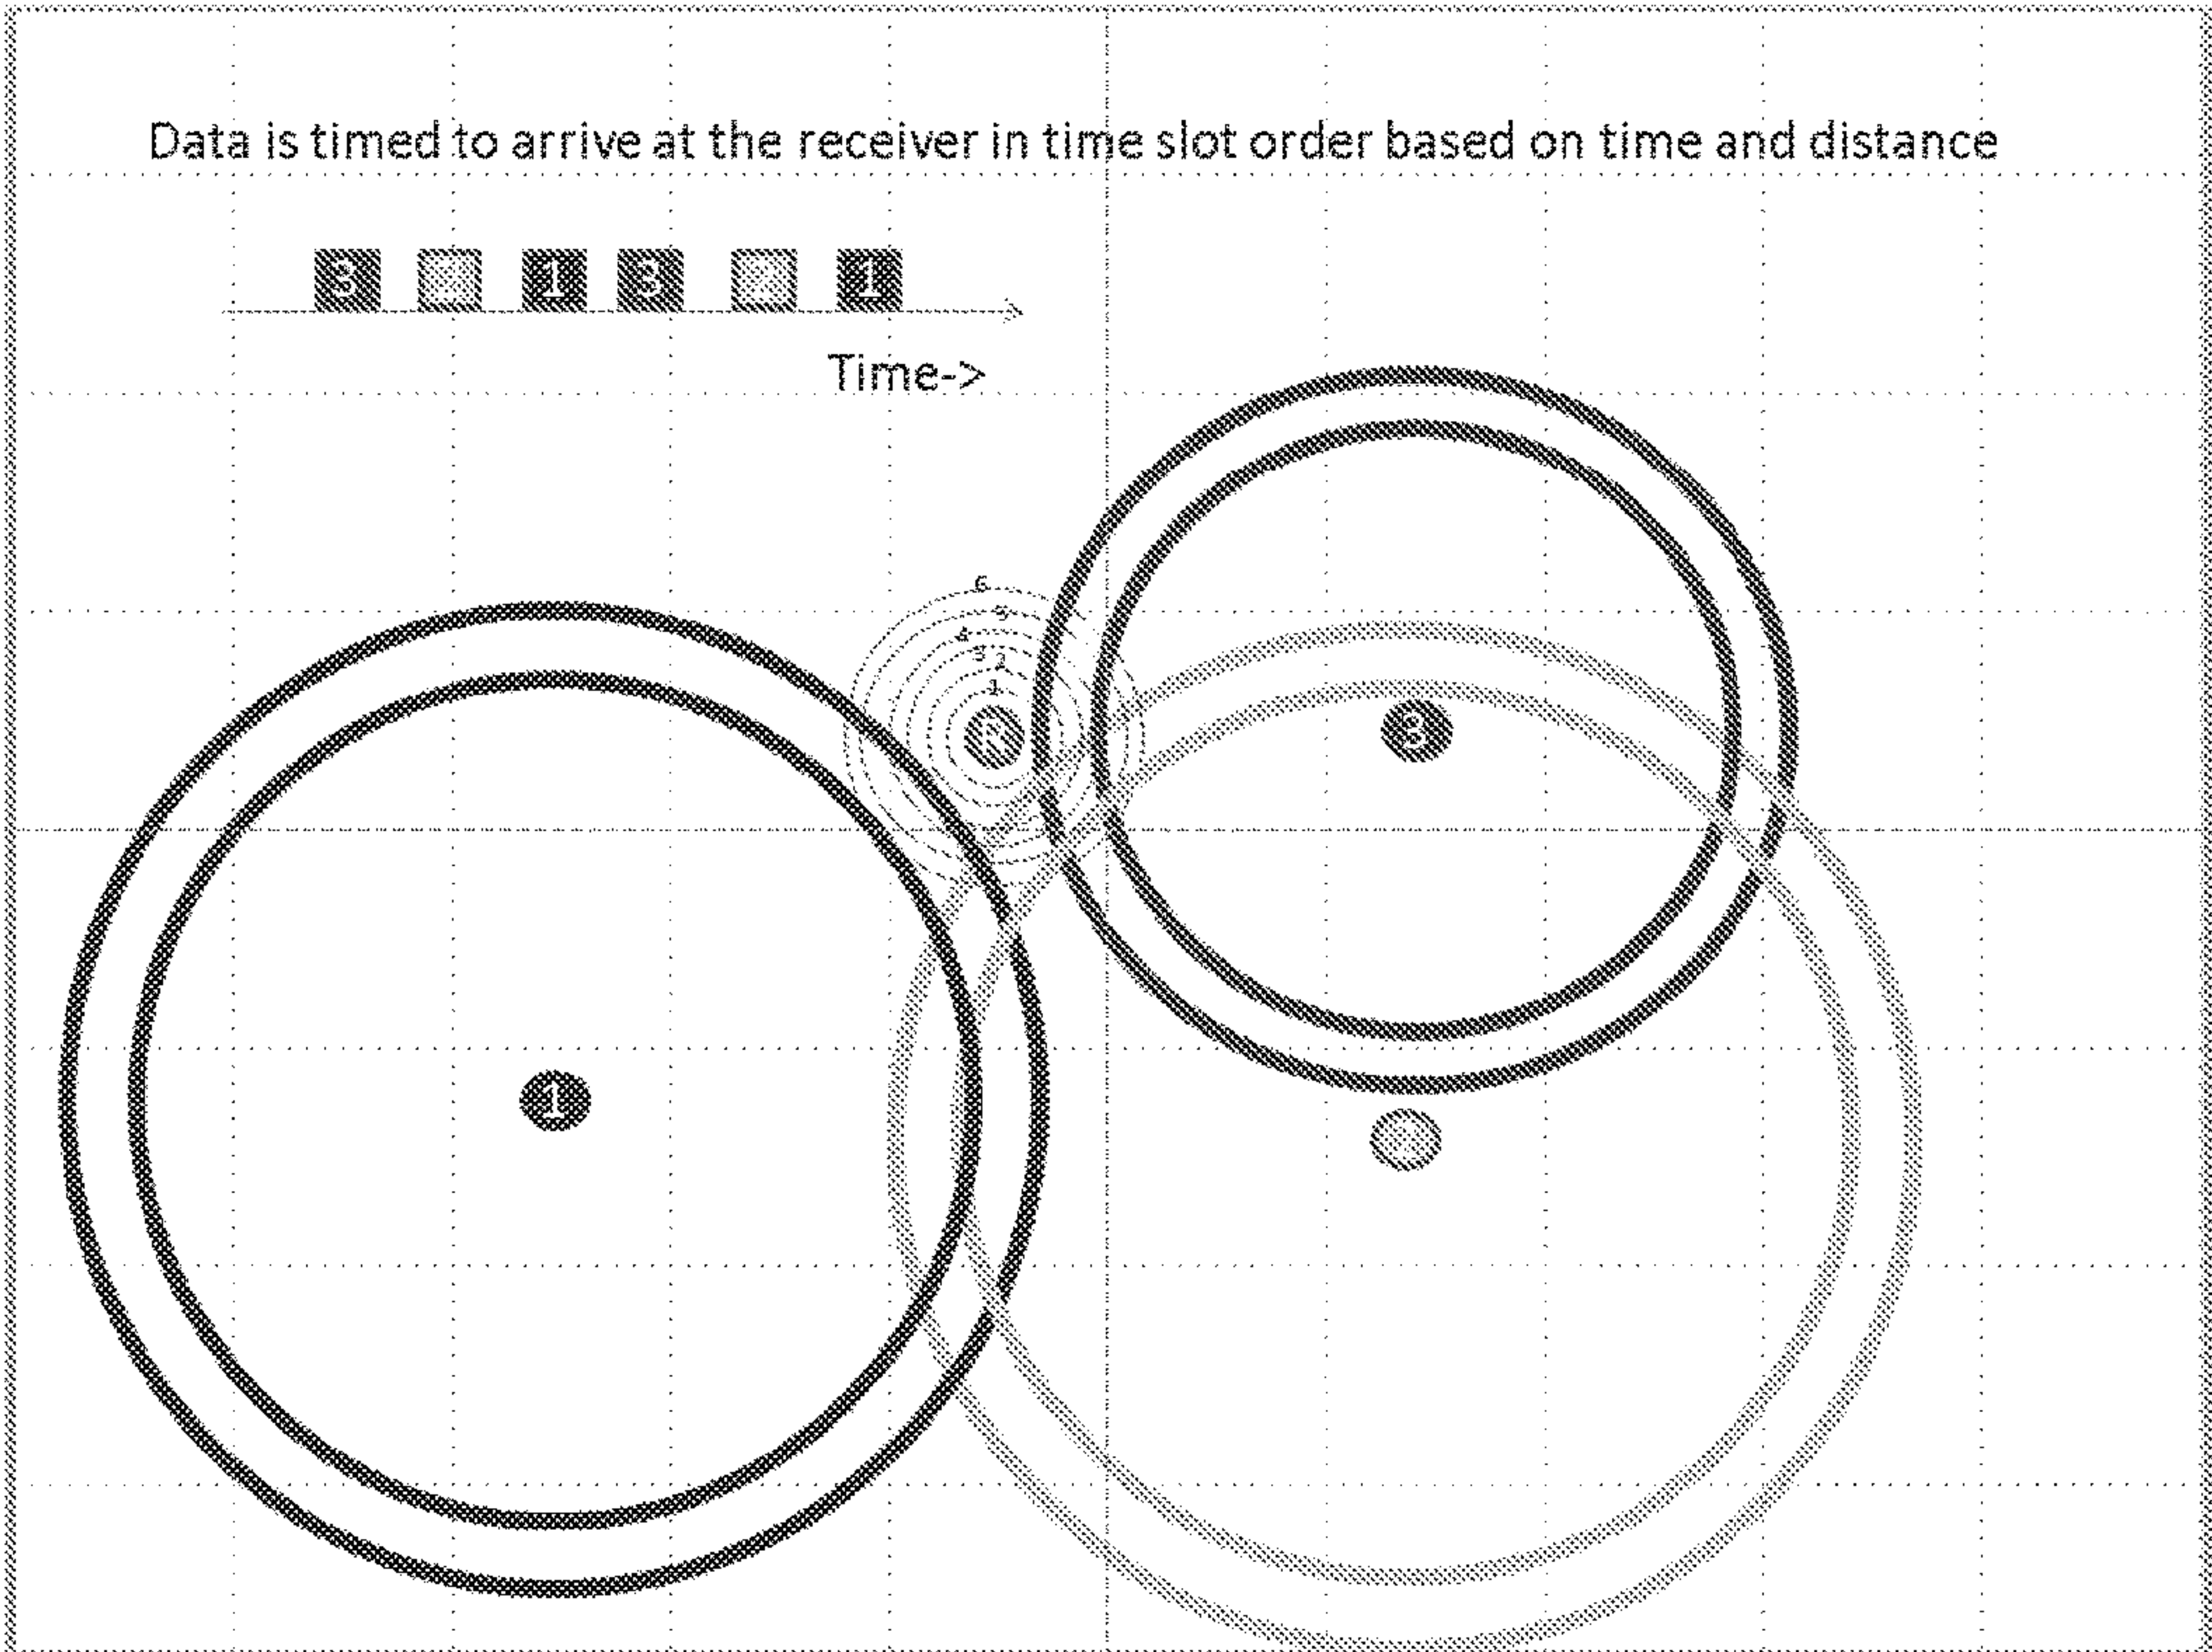 Data is timed to arrive at the receiver in time slot order based on time and distance
3 1 3 1
Time->
6
5
4
3 2
1
R
3
1